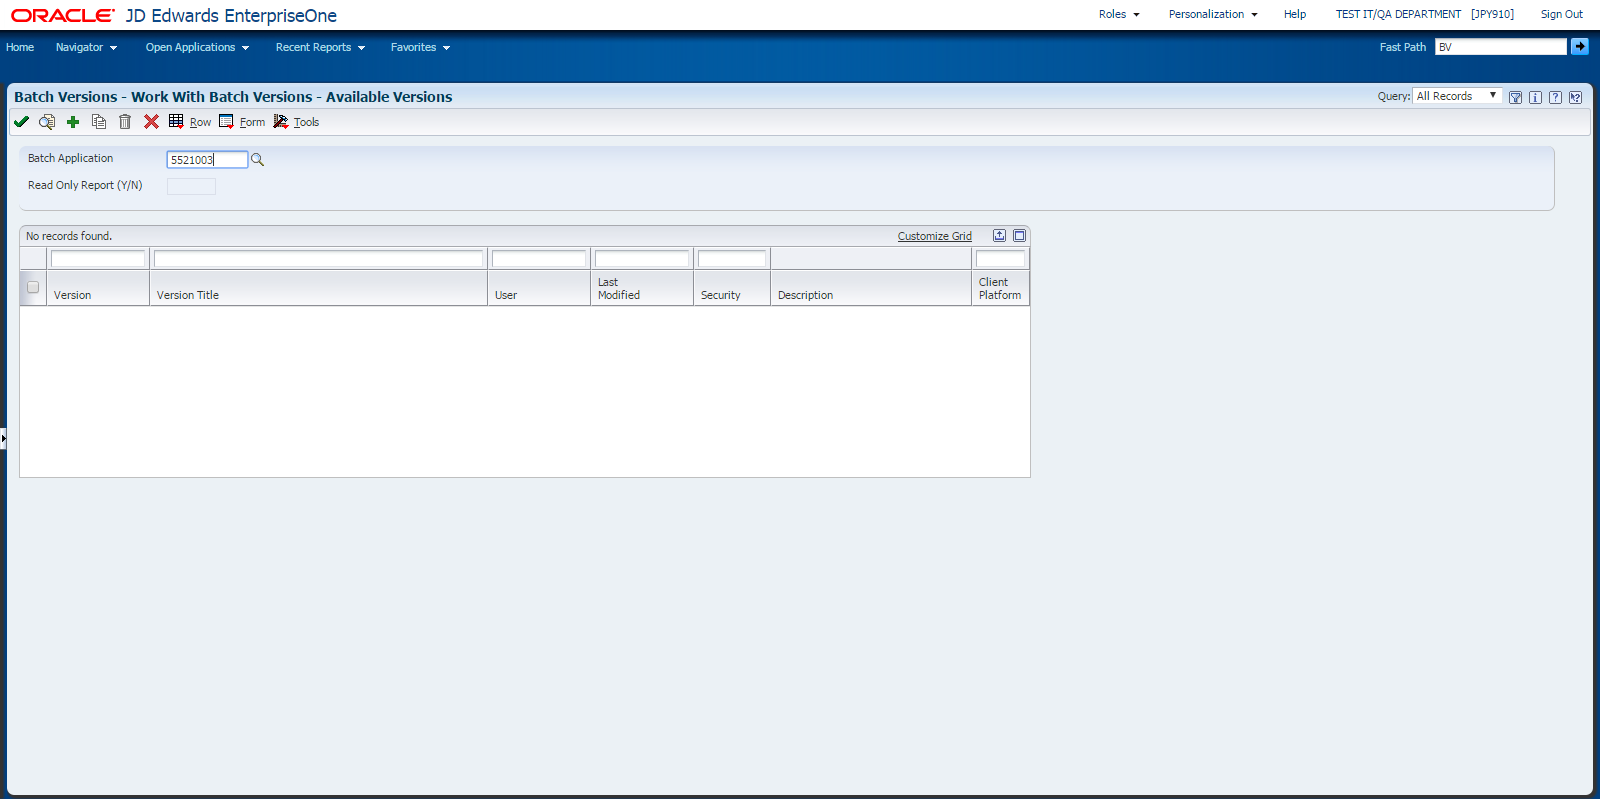 ORACLE JD Edwards EnterpriseOne
Roles Personalization Help TEST IT/QA DEPARTMENT [JPY910] Sign Out
Home Navigator Open Applications Recent Reports Favorites Fast Path BV
Batch Versions - Work With Batch Versions - Available Versions Query: All Records
Row Form Tools
Batch Application 5521003
Read Only Report (Y/N)
No records found. Customize Grid
Version Version Title User Last Modified Security Description Client Platform